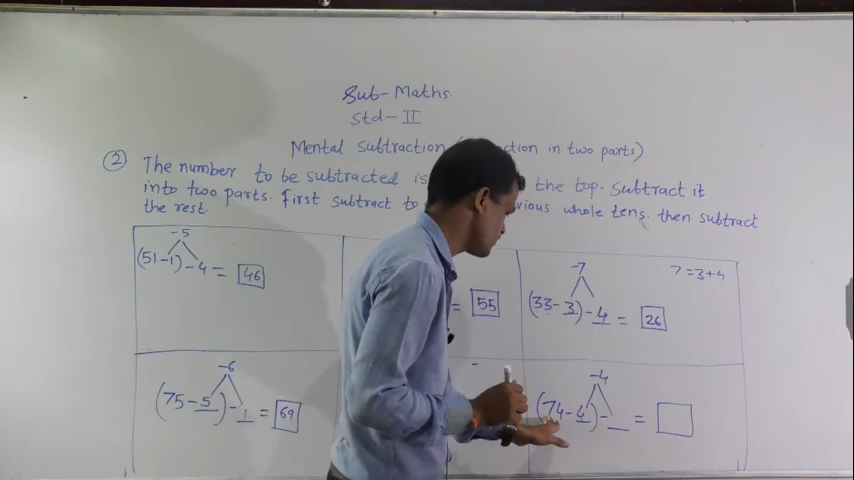 Sub- Maths.
Std- II
Mental Subtraction in two parts)
② The number to be subtracted is the top. Subtract it
into two parts. First subtract to whole tens. then subtract
the rest.
-5
(51-1)-4 = 46
= 55
-7
7=3+4
(33-3)-4 = 26
-6
(75-5)-1 = 69
-4
(74-4)-_ =